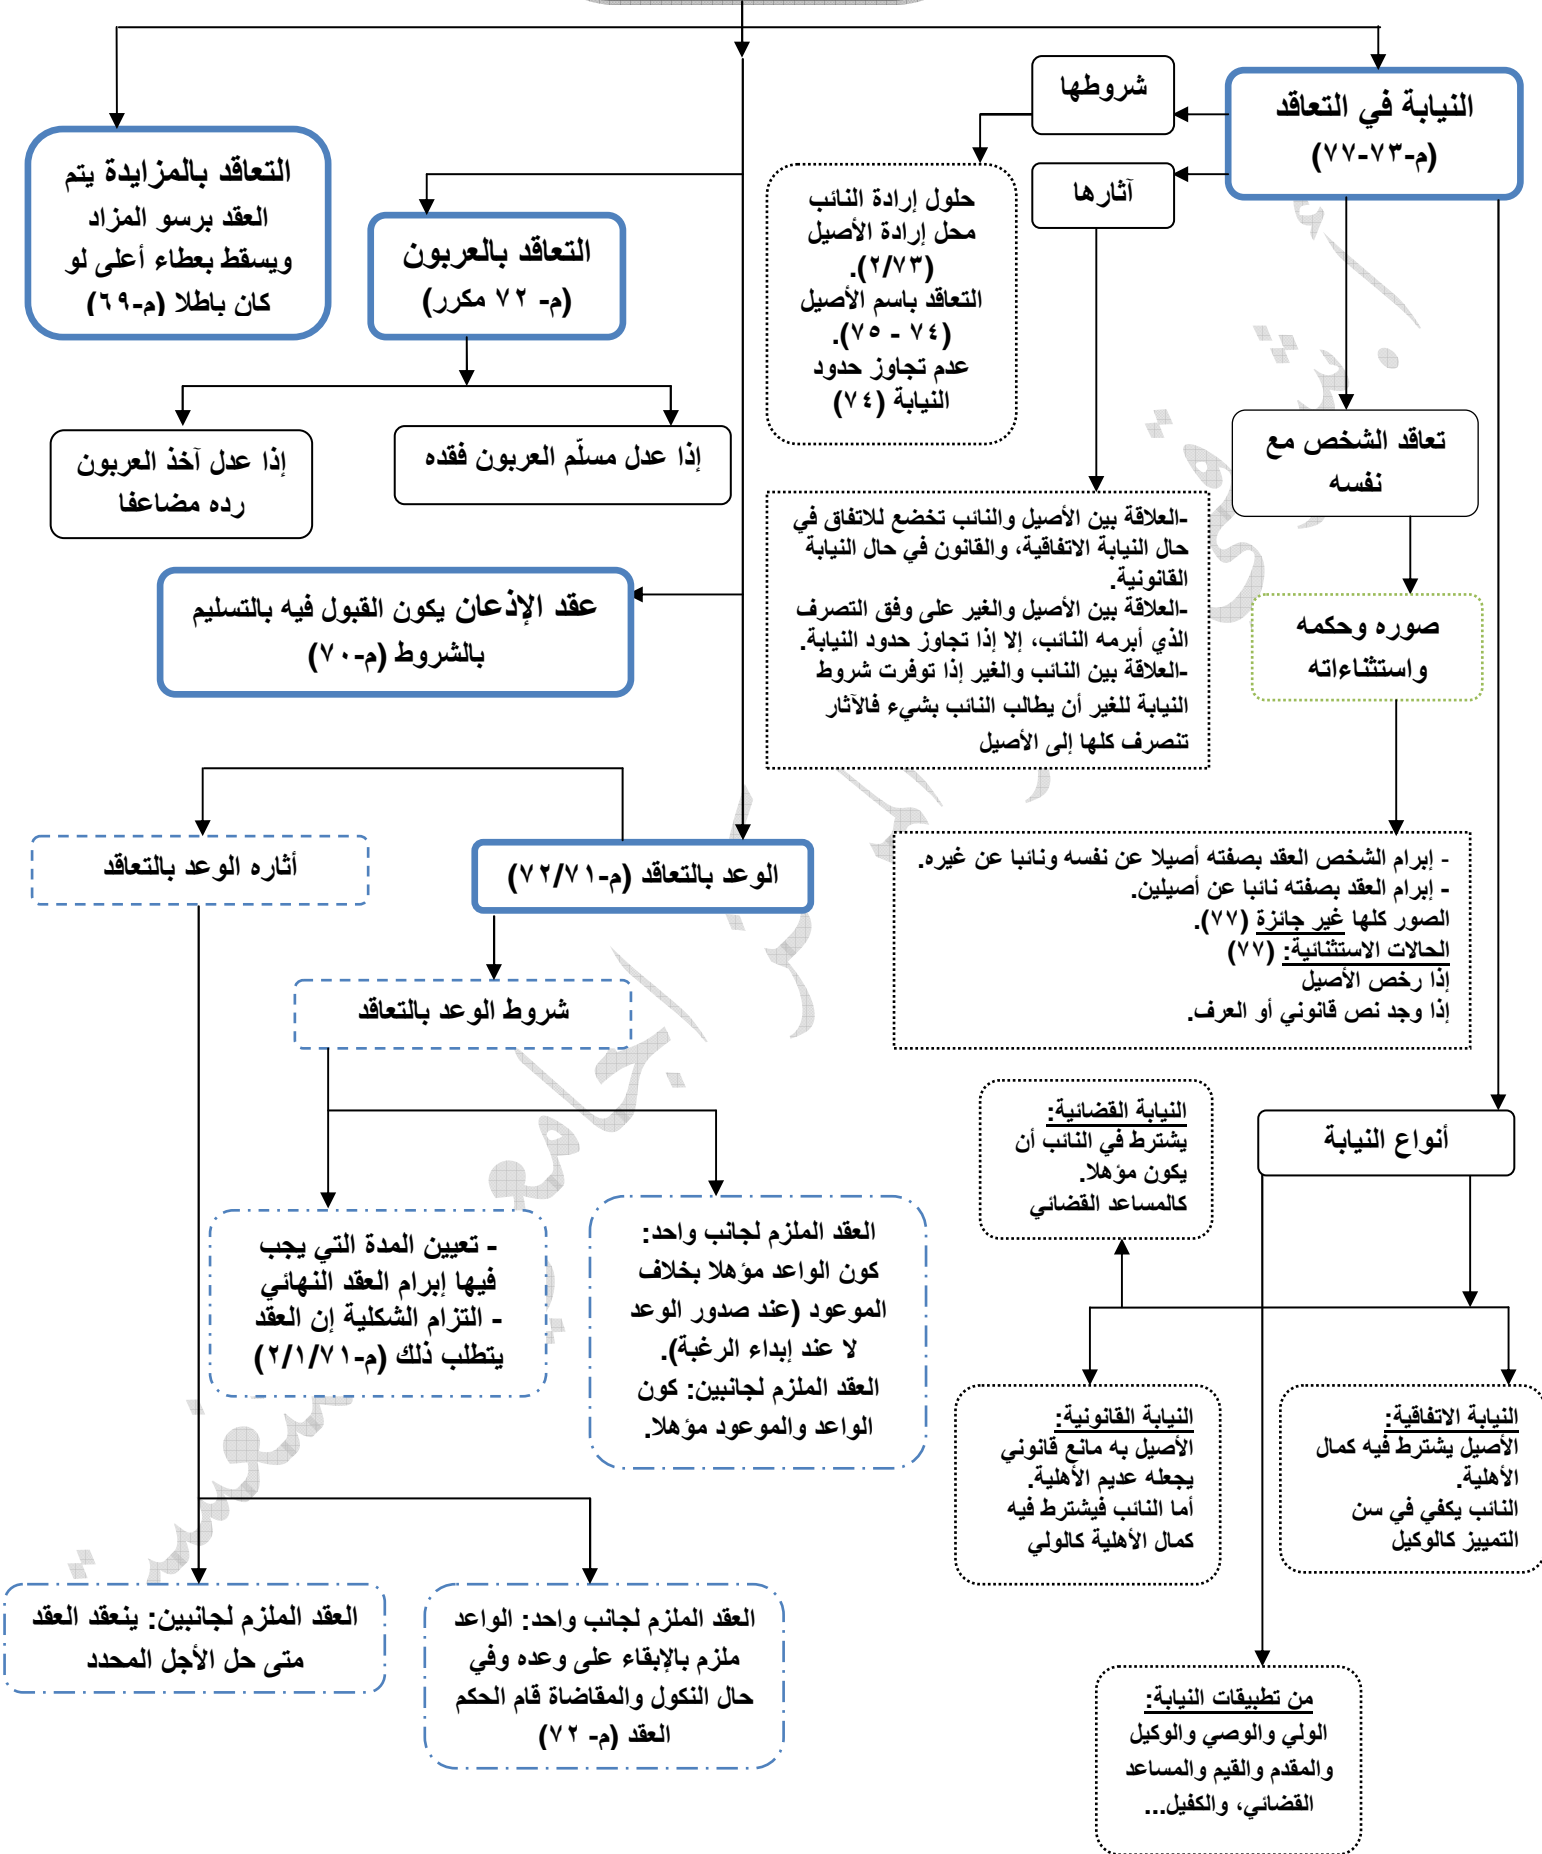 النيابة في التعاقد
(م-٧٣-٧٧)
شروطها
آثارها
حلول إرادة النائب
محل إرادة الأصيل
(٢/٧٣).
التعاقد باسم الأصيل
(٧٤ - ٧٥).
عدم تجاوز حدود
النيابة (٧٤)
التعاقد بالعربون
(م- ٧٢ مكرر)
التعاقد بالمزايدة يتم
العقد برسو المزاد
ويسقط بعطاء أعلى لو
كان باطلا (م-٦٩)
إذا عدل مسلّم العربون فقده
إذا عدل آخذ العربون
رده مضاعفا
تعاقد الشخص مع
نفسه
-العلاقة بين الأصيل والنائب تخضع للاتفاق في
حال النيابة الاتفاقية، والقانون في حال النيابة
القانونية.
-العلاقة بين الأصيل والغير على وفق التصرف
الذي أبرمه النائب، إلا إذا تجاوز حدود النيابة.
-العلاقة بين النائب والغير إذا توفرت شروط
النيابة للغير أن يطالب النائب بشيء فالآثار
تنصرف كلها إلى الأصيل
عقد الإذعان يكون القبول فيه بالتسليم
بالشروط (م-٧٠)
صوره وحكمه
واستثناءاته
- إبرام الشخص العقد بصفته أصيلا عن نفسه ونائبا عن غيره.
- إبرام العقد بصفته نائبا عن أصيلين.
الصور كلها غير جائزة (٧٧).
الحالات الاستثنائية: (٧٧)
إذا رخص الأصيل
إذا وجد نص قانوني أو العرف.
الوعد بالتعاقد (م-٧٢/٧١)
أثاره الوعد بالتعاقد
شروط الوعد بالتعاقد
أنواع النيابة
النيابة القضائية:
يشترط في النائب أن
يكون مؤهلا.
كالمساعد القضائي
العقد الملزم لجانب واحد:
كون الواعد مؤهلا بخلاف
الموعود (عند صدور الوعد
لا عند إبداء الرغبة).
العقد الملزم لجانبين: كون
الواعد والموعود مؤهلا.
- تعيين المدة التي يجب
فيها إبرام العقد النهائي
- التزام الشكلية إن العقد
يتطلب ذلك (م-٢/١/٧١)
النيابة الاتفاقية:
الأصيل يشترط فيه كمال
الأهلية.
النائب يكفي في سن
التمييز كالوكيل
النيابة القانونية:
الأصيل به مانع قانوني
يجعله عديم الأهلية.
أما النائب فيشترط فيه
كمال الأهلية كالولي
العقد الملزم لجانب واحد: الواعد
ملزم بالإبقاء على وعده وفي
حال النكول والمقاضاة قام الحكم
العقد (م- ٧٢)
العقد الملزم لجانبين: ينعقد العقد
متى حل الأجل المحدد
من تطبيقات النيابة:
الولي والوصي والوكيل
والمقدم والقيم والمساعد
القضائي، والكفيل...